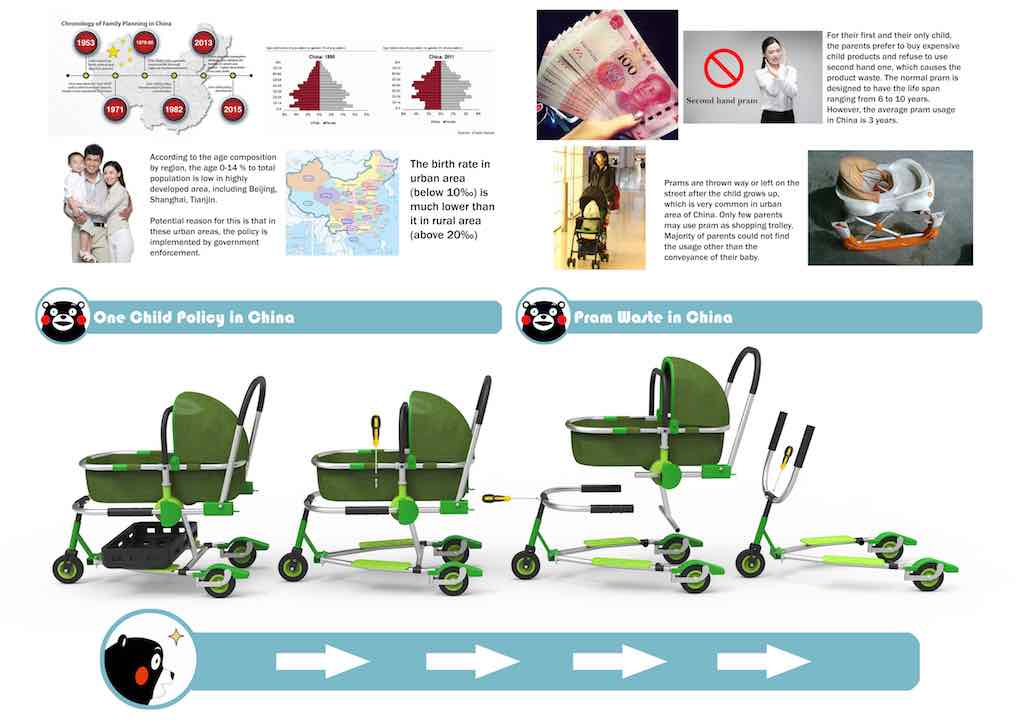 Chronology of Family Planning in China
1953
1979-80
2013
1971
1982
2015
China: 1990
China: 2011
According to the age composition
by region, the age 0-14 % to total
population is low in highly
developed area, including Beijing,
Shanghai, Tianjin.
Potential reason for this is that in
these urban areas, the policy is
implemented by government
enforcement.
The birth rate in
urban area
(below 10‰) is
much lower than
it in rural area
(above 20‰)
100
Second hand pram
For their first and their only child,
the parents prefer to buy expensive
child products and refuse to use
second hand one, which causes the
product waste. The normal pram is
designed to have the life span
ranging from 6 to 10 years.
However, the average pram usage
in China is 3 years.
Prams are thrown way or left on the
street after the child grows up,
which is very common in urban
area of China. Only few parents
may use pram as shopping trolley.
Majority of parents could not find
the usage other than the
conveyance of their baby.
One Child Policy in China
Pram Waste in China